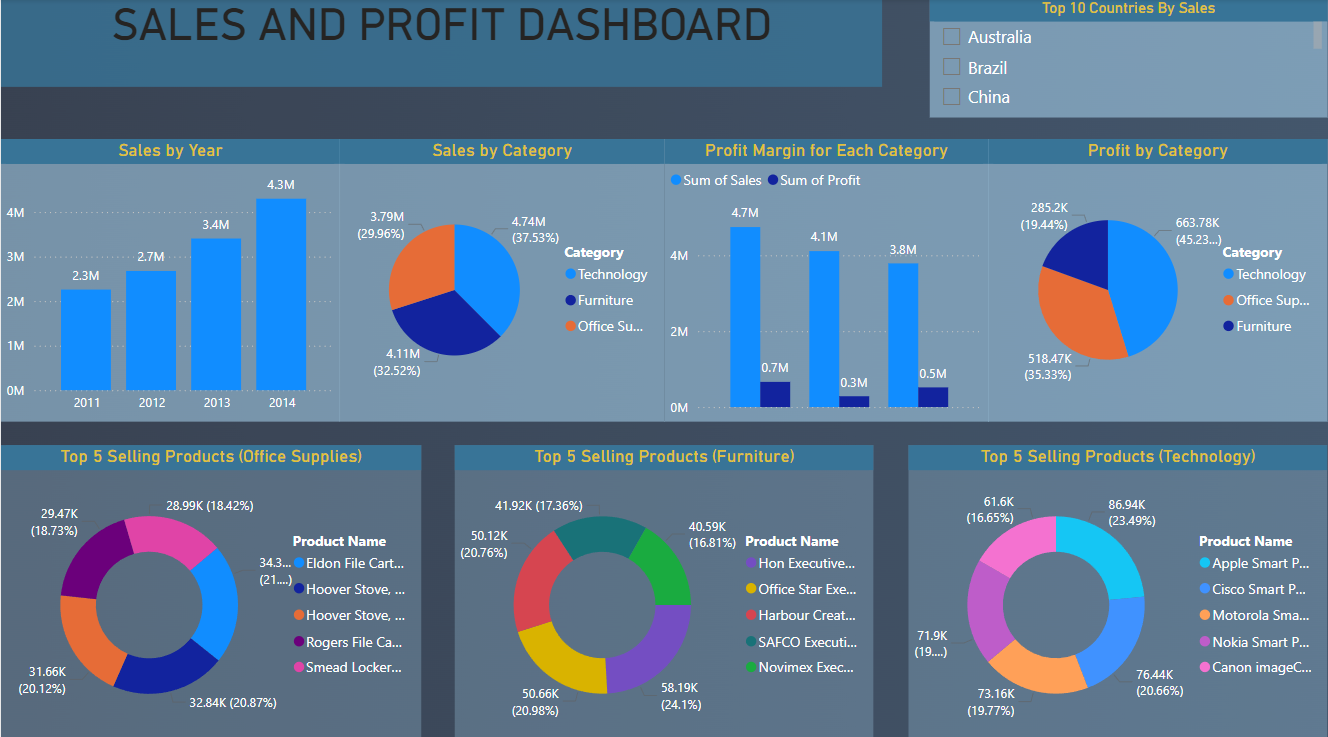 SALES AND PROFIT DASHBOARD
Top 10 Countries By Sales
Australia
Brazil
China
Sales by Year
4M
3M
2M
1M
0M
2.3M
2.7M
3.4M
4.3M
2011
2012
2013
2014
Sales by Category
3.79M
(29.96%)
4.74M
(37.53%)
4.11M
(32.52%)
Category
Technology
Furniture
Office Su...
Profit Margin for Each Category
Sum of Sales
Sum of Profit
4M
2M
0M
4.7M
0.7M
4.1M
0.3M
3.8M
0.5M
Profit by Category
285.2K
(19.44%)
663.78K
(45.23...)
518.47K
(35.33%)
Category
Technology
Office Sup...
Furniture
Top 5 Selling Products (Office Supplies)
29.47K
(18.73%)
28.99K (18.42%)
34.3...
(21....)
31.66K
(20.12%)
32.84K (20.87%)
Product Name
Eldon File Cart...
Hoover Stove, ...
Hoover Stove, ...
Rogers File Ca...
Smead Locker...
Top 5 Selling Products (Furniture)
41.92K (17.36%)
50.12K
(20.76%)
40.59K
(16.81%)
50.66K
(20.98%)
58.19K
(24.1%)
Product Name
Hon Executive...
Office Star Exe...
Harbour Creat...
SAFCO Executi...
Novimex Exec...
Top 5 Selling Products (Technology)
61.6K
(16.65%)
86.94K
(23.49%)
71.9K
(19....)
73.16K
(19.77%)
76.44K
(20.66%)
Product Name
Apple Smart P...
Cisco Smart P...
Motorola Sma...
Nokia Smart P...
Canon imageC...